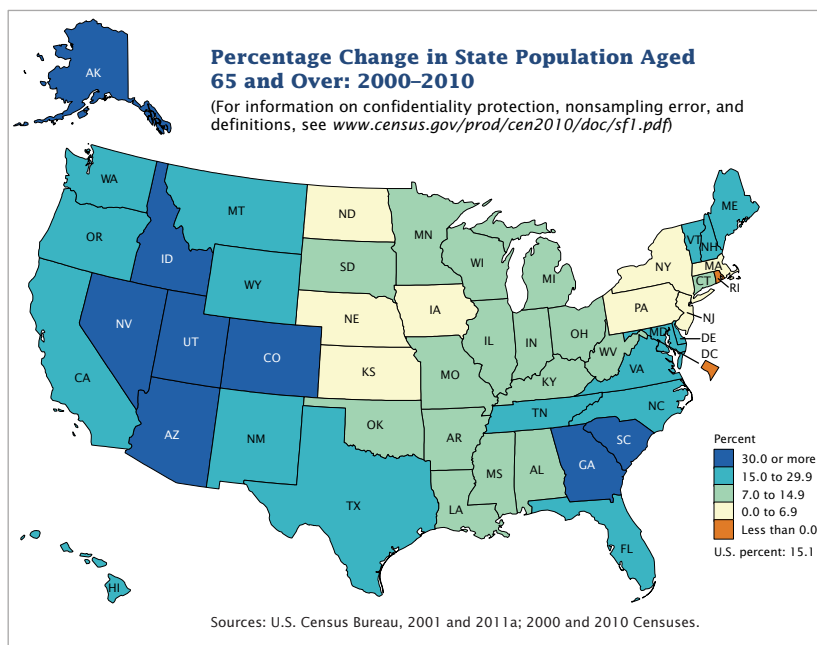 Percentage Change in State Population Aged
65 and Over: 2000–2010
(For information on confidentiality protection, nonsampling error, and
definitions, see www.census.gov/prod/cen2010/doc/sf1.pdf)
AK
WA
MT
ND
MN
ME
OR
ID
WY
SD
WI
MI
VT
NH
NY
MA
CT
RI
NV
UT
CO
NE
IA
IL
IN
OH
PA
NJ
CA
KS
MO
KY
WV
MD
DE
DC
VA
AZ
NM
OK
AR
TN
NC
TX
LA
MS
AL
GA
SC
FL
HI
Percent
30.0 or more
15.0 to 29.9
7.0 to 14.9
0.0 to 6.9
Less than 0.0
U.S. percent: 15.1
Sources: U.S. Census Bureau, 2001 and 2011a; 2000 and 2010 Censuses.